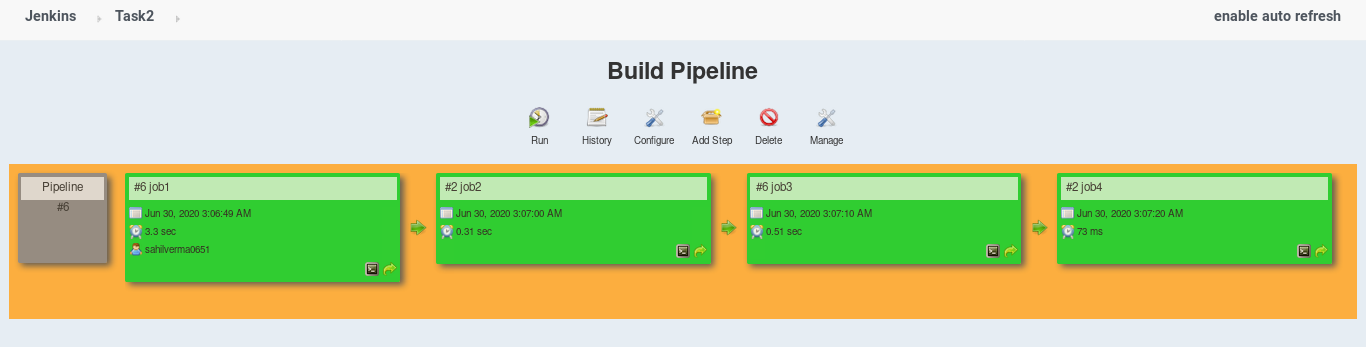 Jenkins Task2 enable auto refresh
Build Pipeline
Run History Configure Add Step Delete Manage
Pipeline
#6
#6 job1
Jun 30, 2020 3:06:49 AM
3.3 sec
sahilverma0651
#2 job2
Jun 30, 2020 3:07:00 AM
0.31 sec
#6 job3
Jun 30, 2020 3:07:10 AM
0.51 sec
#2 job4
Jun 30, 2020 3:07:20 AM
73 ms